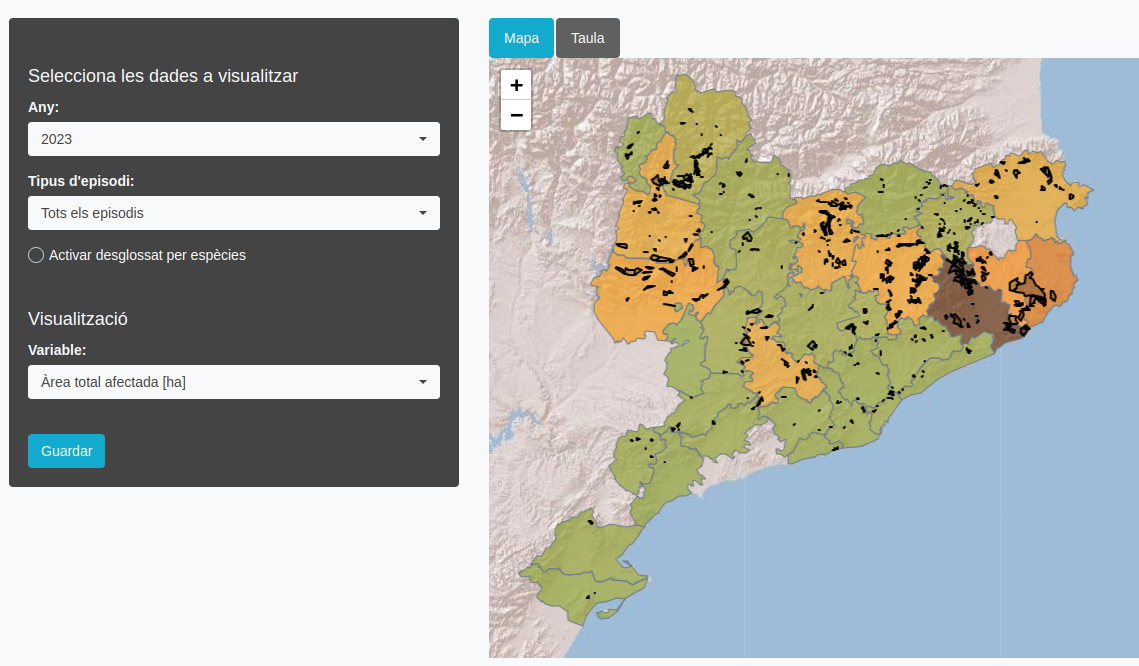 Selecciona les dades a visualitzar
Any:
2023
Tipus d'episodi:
Tots els episodis
Activar desglossat per espècies
Visualització
Variable:
Àrea total afectada [ha]
Guardar
Mapa
Taula
+
−